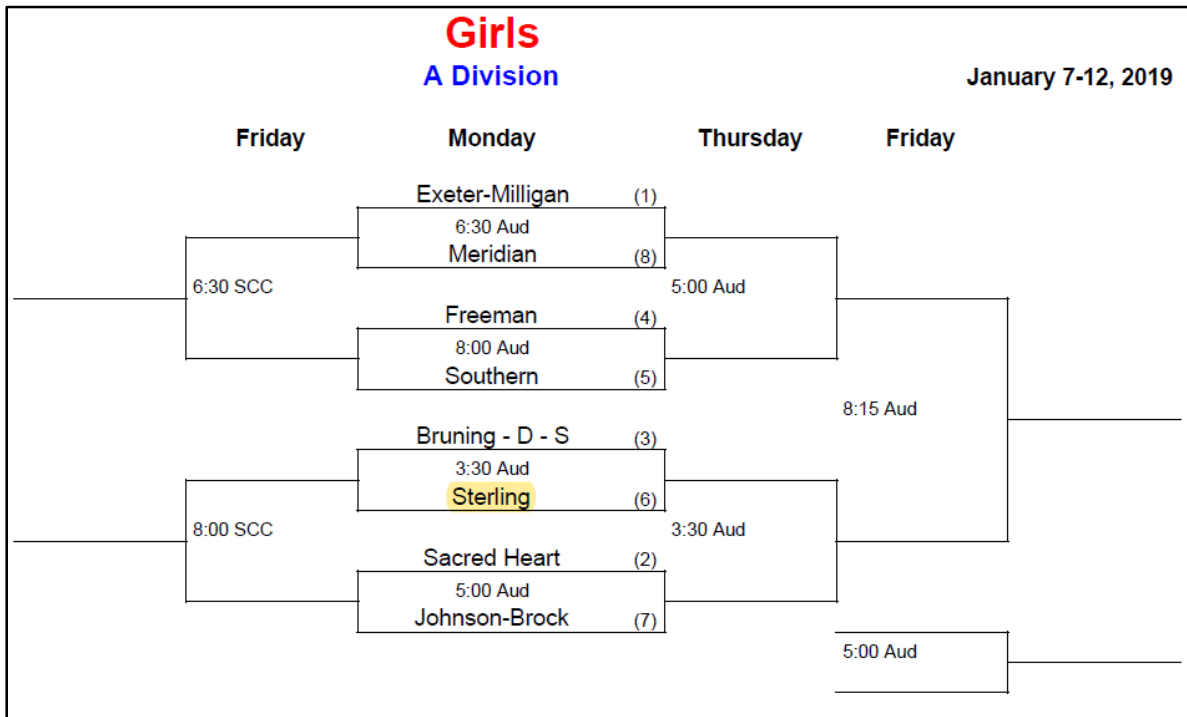 Girls
A Division
January 7-12, 2019
Friday Monday Thursday Friday
Exeter-Milligan (1)
6:30 Aud
Meridian (8)
6:30 SCC
5:00 Aud
Freeman (4)
8:00 Aud
Southern (5)
8:15 Aud
Bruning - D - S (3)
3:30 Aud
Sterling (6)
8:00 SCC
3:30 Aud
Sacred Heart (2)
5:00 Aud
Johnson-Brock (7)
5:00 Aud